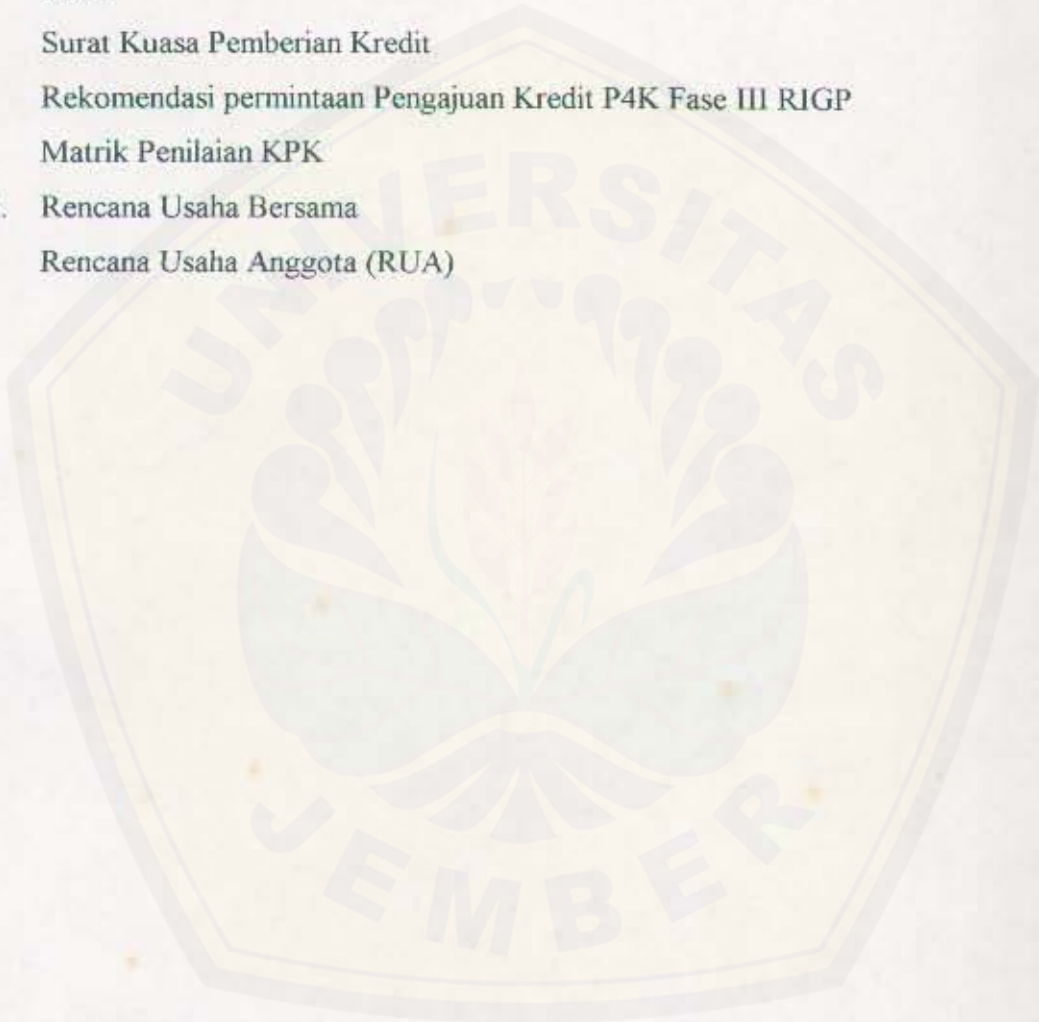 Surat Kuasa Pemberian Kredit
Rekomendasi permintaan Pengajuan Kredit P4K Fase III RIGP
Matrik Penilaian KPK
. Rencana Usaha Bersama
Rencana Usaha Anggota (RUA)
UNIVERSITAS
JEMBER